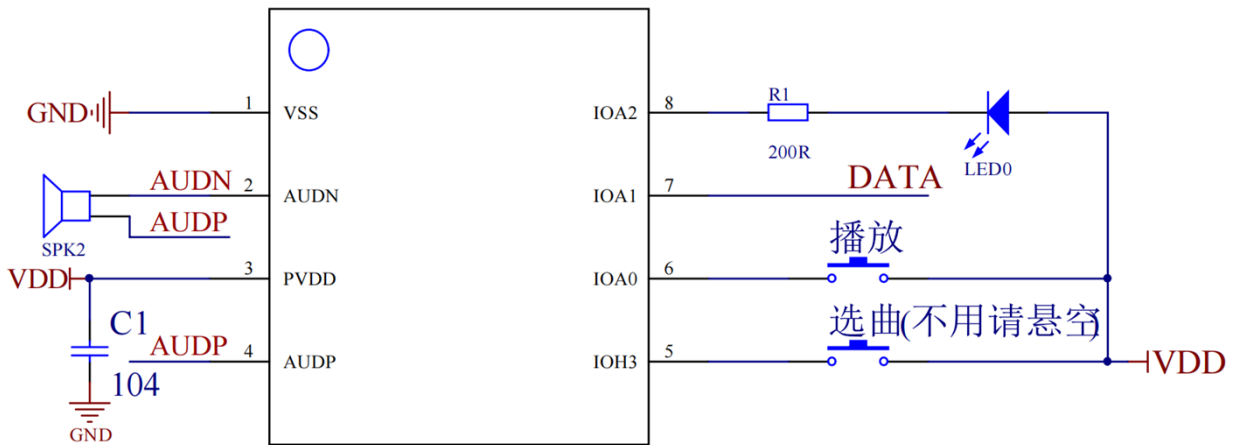 GND
1
VSS
AUDN
2
AUDN
AUDP
SPK2
VDD
3
PVDD
C1
104
GND
AUDP
4
AUDP
IOA2
8
R1
200R
LED0
IOA1
7
DATA
IOA0
6
播放
IOH3
5
选曲(不用请悬空)
VDD